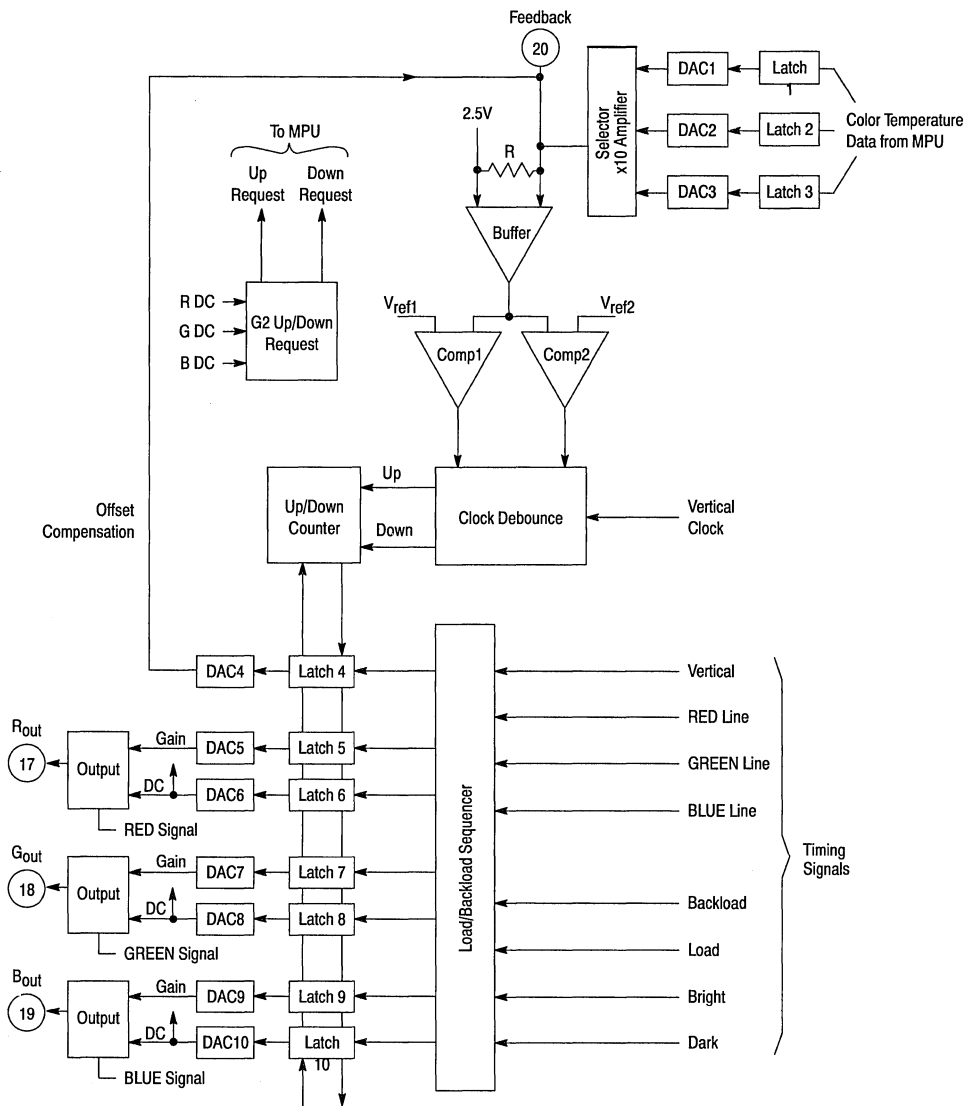 Feedback
20
2.5V
R
Buffer
Selector
x10 Amplifier
DAC1
Latch
1
DAC2
Latch 2
DAC3
Latch 3
Color Temperature
Data from MPU
To MPU
Up
Request
Down
Request
R DC
G DC
B DC
G2 Up/Down
Request
Vref1
Vref2
Comp1
Comp2
Offset
Compensation
Up/Down
Counter
Up
Down
Clock Debounce
Vertical
Clock
DAC4
Latch 4
Load/Backload Sequencer
Vertical
RED Line
GREEN Line
BLUE Line
Backload
Load
Bright
Dark
Timing
Signals
Rout
17
Output
Gain
DC
DAC5
Latch 5
DAC6
Latch 6
RED Signal
Gout
18
Output
Gain
DC
DAC7
Latch 7
DAC8
Latch 8
GREEN Signal
Bout
19
Output
Gain
DC
DAC9
Latch 9
DAC10
Latch
10
BLUE Signal